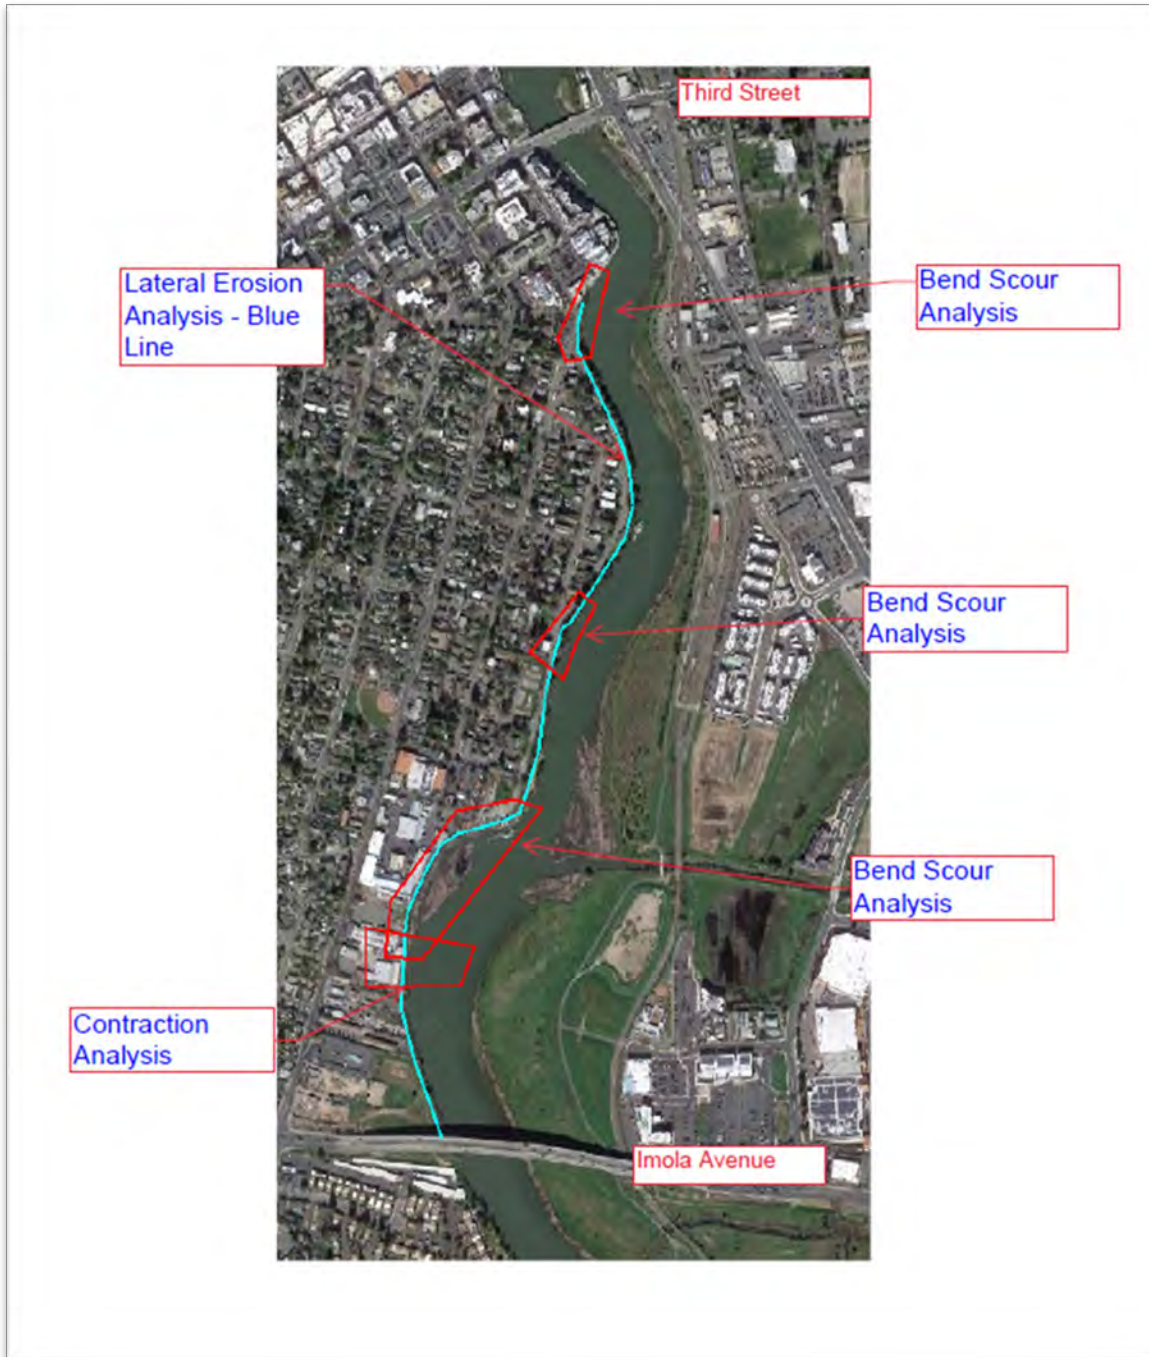 Third Street
Lateral Erosion
Analysis - Blue
Line
Bend Scour
Analysis
Bend Scour
Analysis
Bend Scour
Analysis
Contraction
Analysis
Imola Avenue